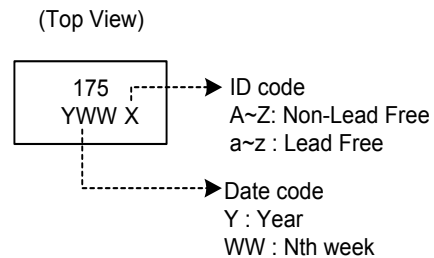 (Top View)
175
YWW X
ID code
A~Z: Non-Lead Free
a~z : Lead Free
Date code
Y : Year
WW : Nth week